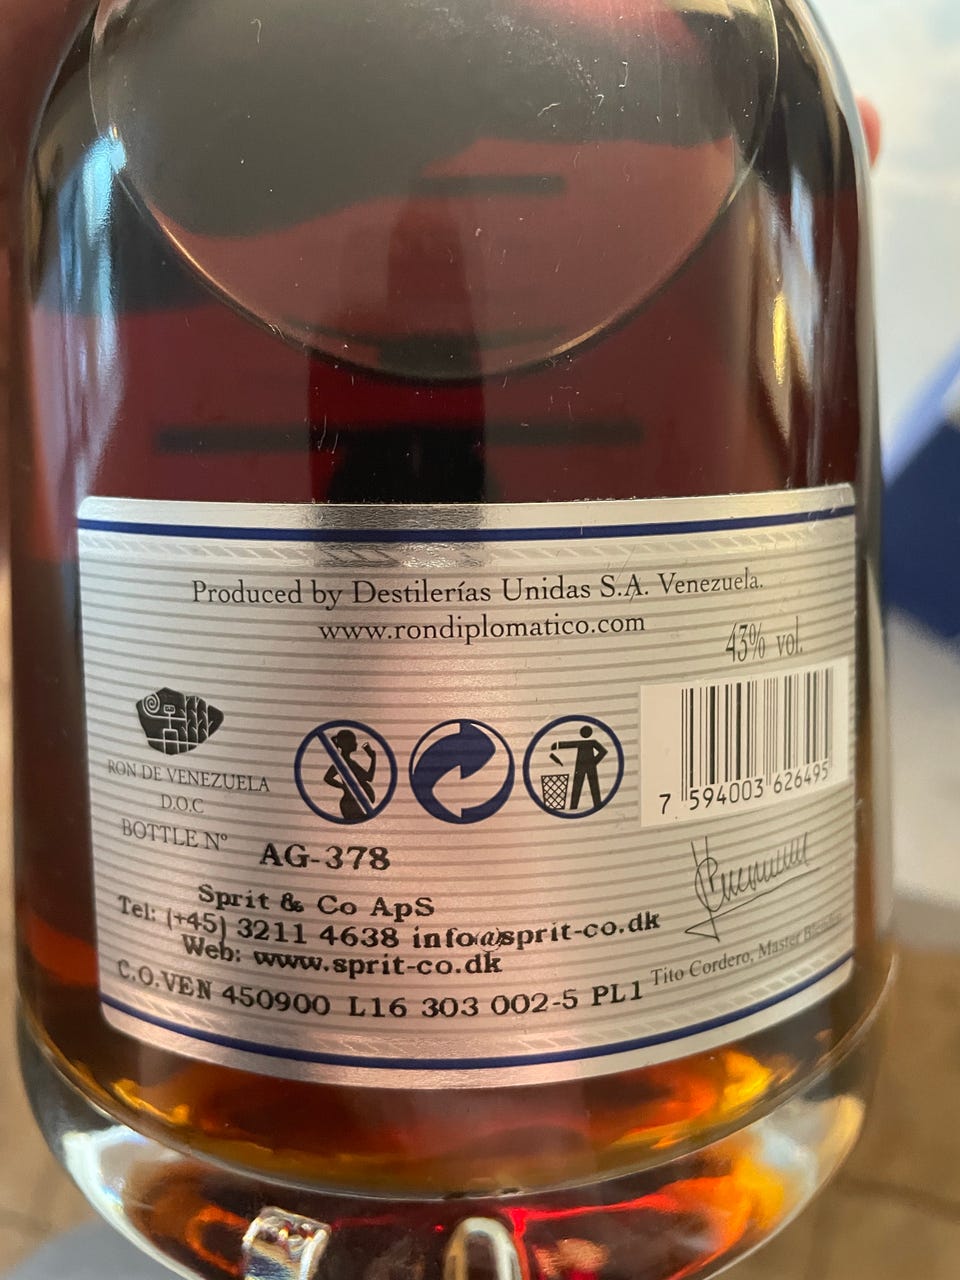 Produced by Destilerías Unidas S.A. Venezuela.
www.rondiplomatico.com
43% vol.
RON DE VENEZUELA
D.O.C
BOTTLE Nº
AG-378
7 594003 626495
Sprit & Co ApS
Tel: (+45) 3211 4638 info@sprit-co.dk
Web: www.sprit-co.dk
C.O.VEN 450900 L16 303 002-5 PL1
Tito Cordero, Master Blender